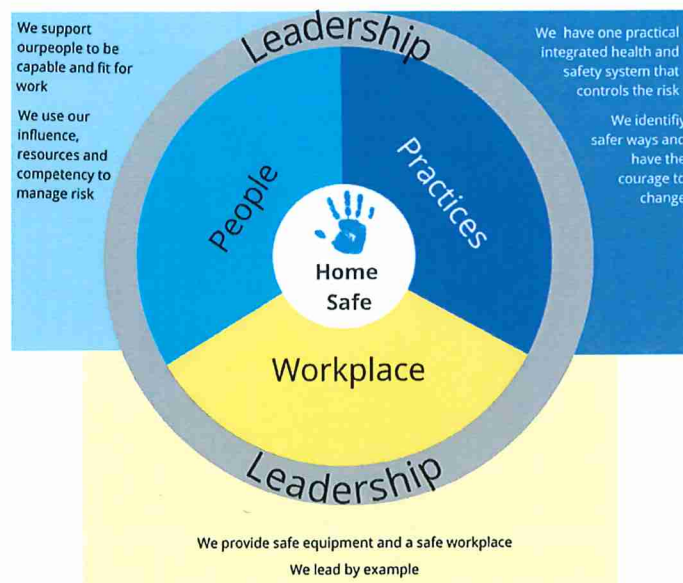 We support
ourpeople to be
capable and fit for
work
We use our
influence,
resources and
competency to
manage risk
Leadership
We have one practical
integrated health and
safety system that
controls the risk
We identifiy
safer ways and
have the
courage to
change
People
Practices
Home
Safe
Workplace
Leadership
We provide safe equipment and a safe workplace
We lead by example